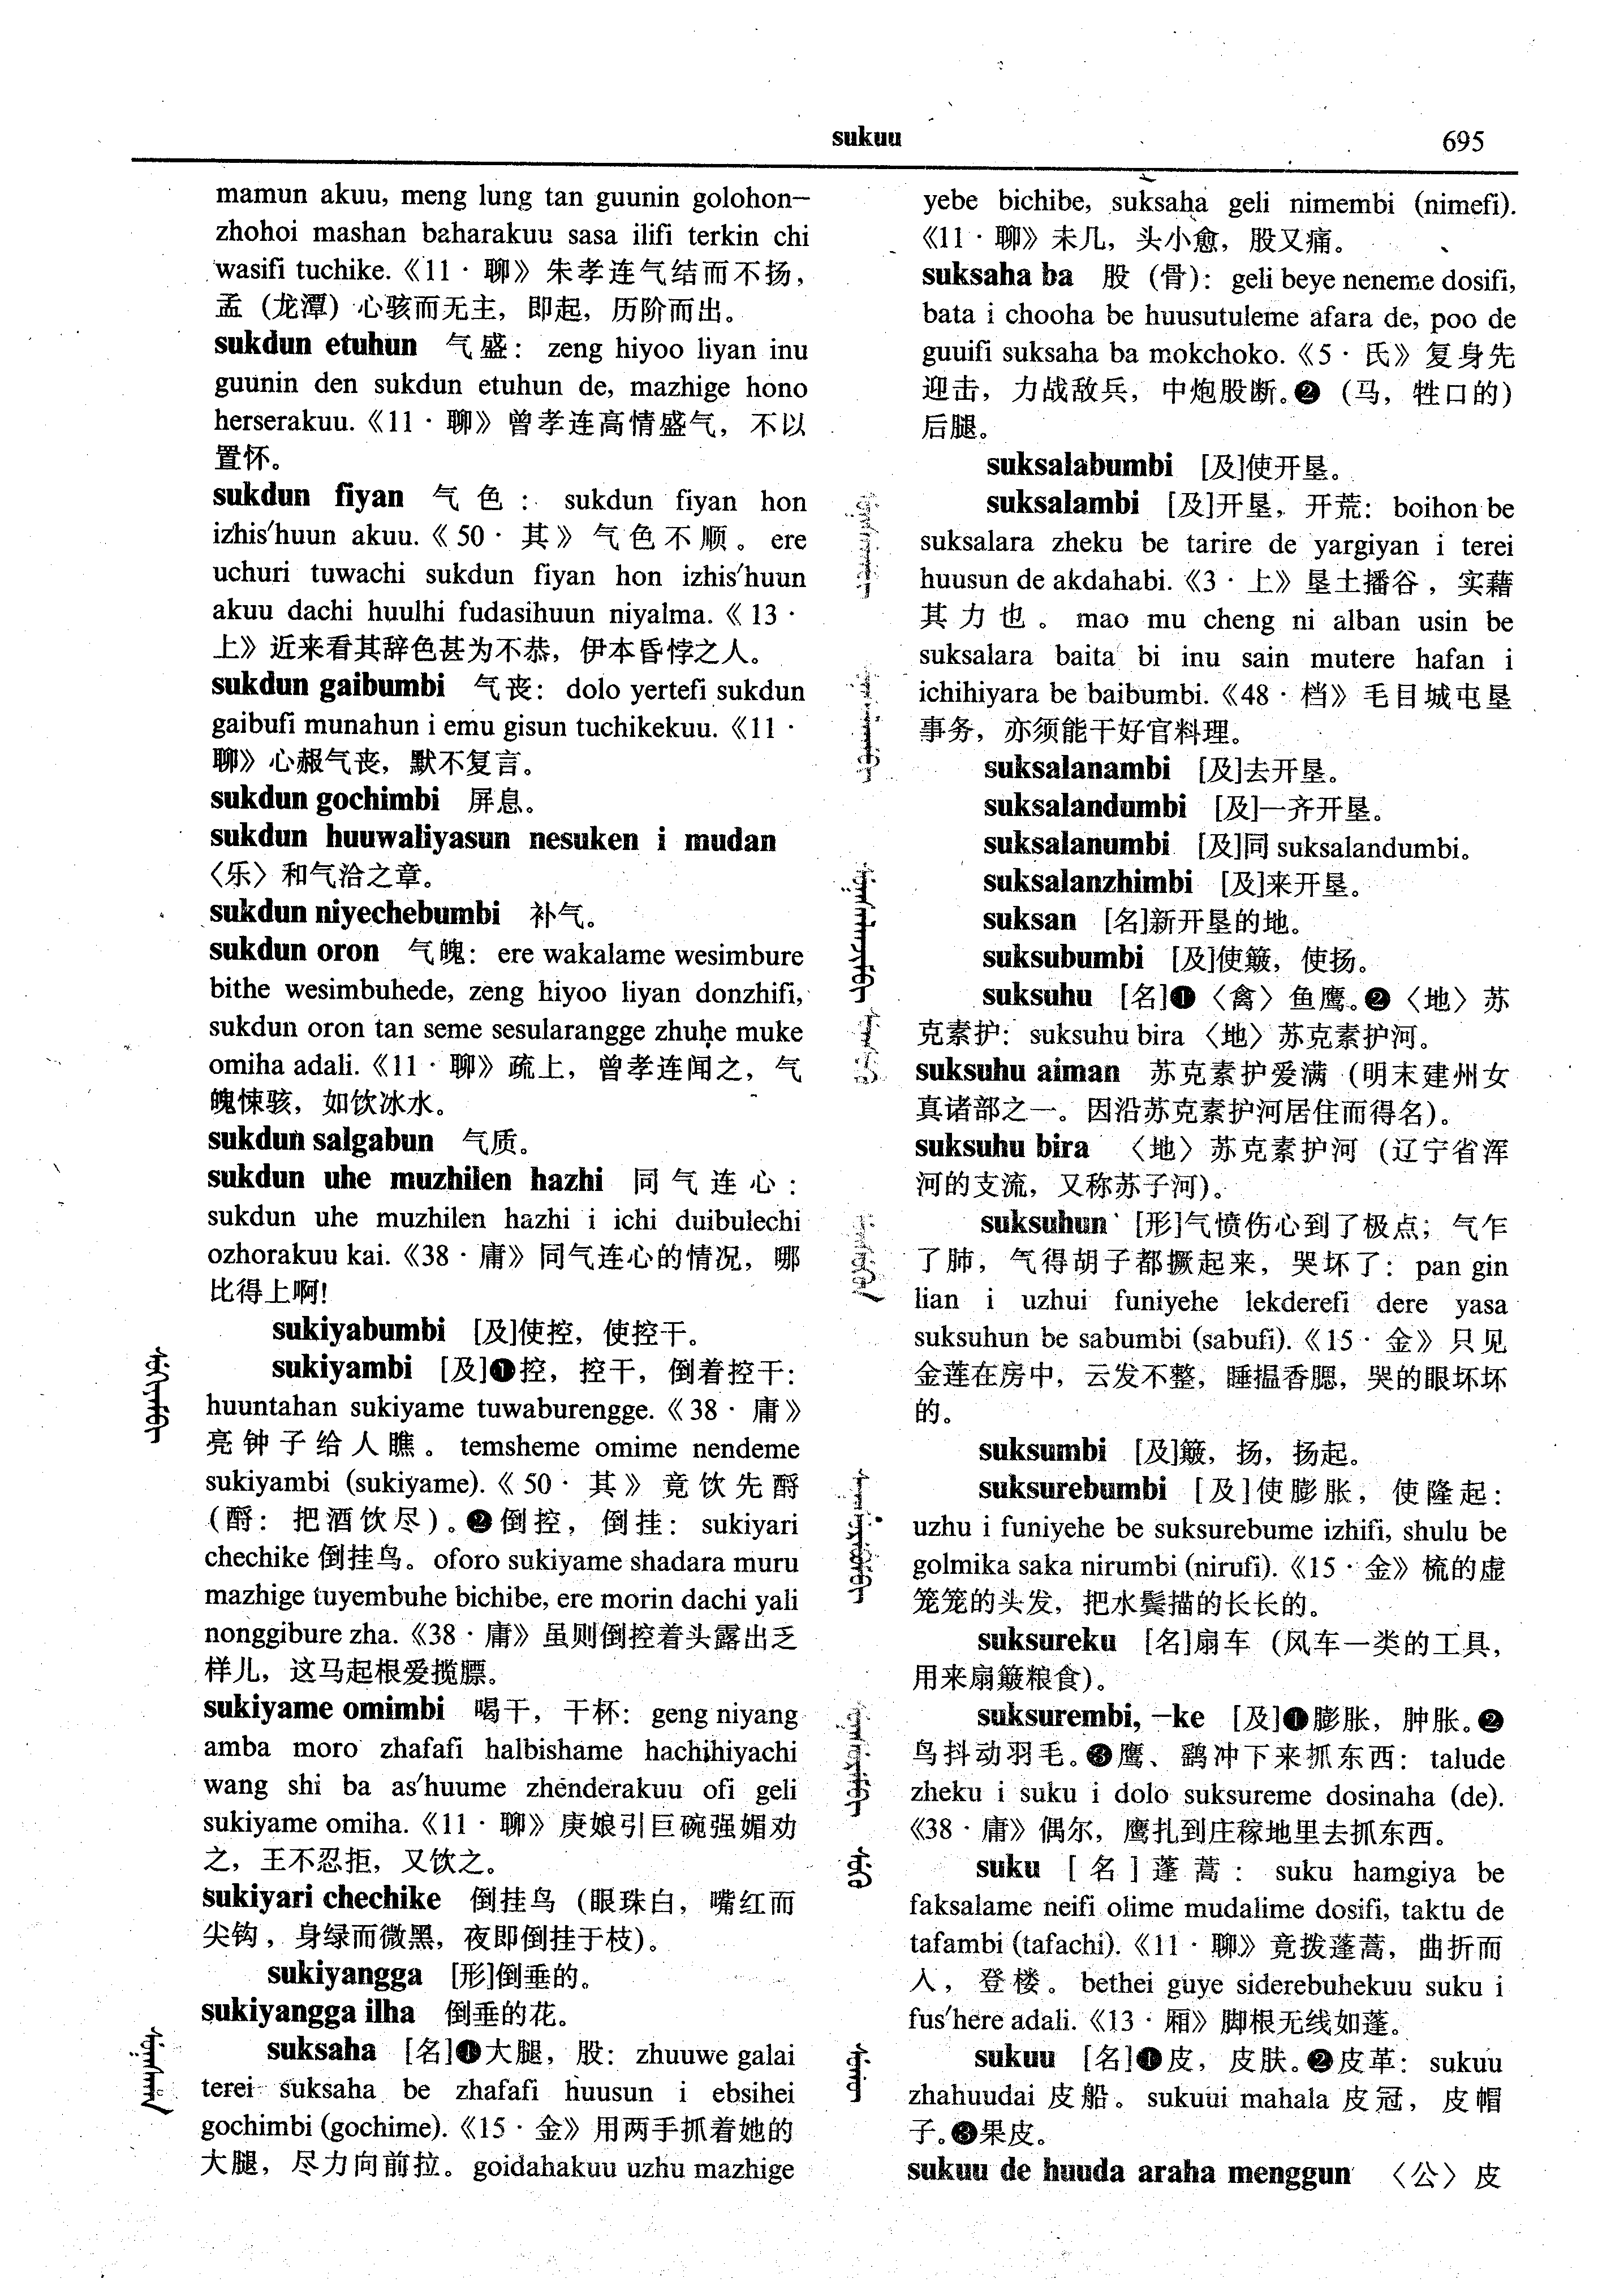 sukuu
695
mamun akuu, meng lung tan guunin golohon—
zhohoi mashan baharakuu sasa ilifi terkin chi
wasifi tuchike.《11 · 聊》朱孝连气结而不扬，
孟（龙潭）心骇而无主，即起，历阶而出。
sukdun etuhun 气盛：zeng hiyoo liyan inu
guunin den sukdun etuhun de, mazhige hono
herserakuu.《11 · 聊》曾孝连高情盛气，不以
置怀。
sukdun fiyan 气色：sukdun fiyan hon
izhis′huun akuu.《50 · 其》气色不顺。ere
uchuri tuwachi sukdun fiyan hon izhis′huun
akuu dachi huulhi fudasihuun niyalma.《13 ·
上》近来看其辞色甚为不恭，伊本昏悖之人。
sukdun gaibumbi 气丧：dolo yertefi sukdun
gaibufi munahun i emu gisun tuchikekuu.《11 ·
聊》心赧气丧，默不复言。
sukdun gochimbi 屏息。
sukdun huuwaliyasun nesuken i mudan
〈乐〉和气洽之章。
sukdun niyechebumbi 补气。
sukdun oron 气魄：ere wakalame wesimbure
bithe wesimbuhede, zeng hiyoo liyan donzhifi,
sukdun oron tan seme sesularangge zhuhe muke
omiha adali.《11 · 聊》疏上，曾孝连闻之，气
魄悚骇，如饮冰水。
sukdun salgabun 气质。
sukdun uhe muzhilen hazhi 同气连心：
sukdun uhe muzhilen hazhi i ichi duibulechi
ozhorakuu kai.《38 · 庸》同气连心的情况，哪
比得上啊!
sukiyabumbi [及]使控，使控干。
sukiyambi [及]❶控，控干，倒着控干：
huuntahan sukiyame tuwaburengge.《38 · 庸》
亮钟子给人瞧。temsheme omime nendeme
sukiyambi (sukiyame).《50 · 其》竟饮先酹
（酹：把酒饮尽）。❷倒控，倒挂：sukiyari
chechike 倒挂鸟。oforo sukiyame shadara muru
mazhige tuyembuhe bichibe, ere morin dachi yali
nonggibure zha.《38 · 庸》虽则倒控着头露出乏
样儿，这马起根爱揽膘。
sukiyame omimbi 喝干，干杯：geng niyang
amba moro zhafafi halbishame hachihiyachi
wang shi ba as′huume zhenderakuu ofi geli
sukiyame omiha.《11 · 聊》庚娘引巨碗强媚劝
之，王不忍拒，又饮之。
sukiyari chechike 倒挂鸟（眼珠白，嘴红而
尖钩，身绿而微黑，夜即倒挂于枝）。
sukiyangga [形]倒垂的。
sukiyangga ilha 倒垂的花。
suksaha [名]❶大腿，股：zhuuwe galai
terei suksaha be zhafafi huusun i ebsihei
gochimbi (gochime).《15 · 金》用两手抓着她的
大腿，尽力向前拉。goidahakuu uzhu mazhige
yebe bichibe, suksaha geli nimembi (nimefi).
《11 · 聊》未几，头小愈，股又痛。
suksaha ba 股（骨）：geli beye neneme dosifi,
bata i chooha be huusutuleme afara de, poo de
guuifi suksaha ba mokchoko.《5 · 氏》复身先
迎击，力战敌兵，中炮股断。❷（马，牲口的）
后腿。
suksalabumbi [及]使开垦。
suksalambi [及]开垦，开荒：boihon be
suksalara zheku be tarire de yargiyan i terei
huusun de akdahabi.《3 · 上》垦土播谷，实藉
其力也。mao mu cheng ni alban usin be
suksalara baita bi inu sain mutere hafan i
ichihiyara be baibumbi.《48 · 档》毛目城屯垦
事务，亦须能干好官料理。
suksalanambi [及]去开垦。
suksalandumbi [及]一齐开垦。
suksalanumbi [及]同 suksalandumbi。
suksalanzhimbi [及]来开垦。
suksan [名]新开垦的地。
suksubumbi [及]使簸，使扬。
suksuhu [名]❶〈禽〉鱼鹰。❷〈地〉苏
克素护：suksuhu bira〈地〉苏克素护河。
suksuhu aiman 苏克素护爱满（明末建州女
真诸部之一。因沿苏克素护河居住而得名）。
suksuhu bira 〈地〉苏克素护河（辽宁省浑
河的支流，又称苏子河）。
suksuhun [形]气愤伤心到了极点；气乍
了肺，气得胡子都撅起来，哭坏了：pan gin
lian i uzhui funiyehe lekderefi dere yasa
suksuhun be sabumbi (sabufi).《15 · 金》只见
金莲在房中，云发不整，睡揾香腮，哭的眼坏坏
的。
suksumbi [及]簸，扬，扬起。
suksurebumbi [及]使膨胀，使隆起：
uzhu i funiyehe be suksurebume izhifi, shulu be
golmika saka nirumbi (nirufi).《15 · 金》梳的虚
笼笼的头发，把水鬓描的长长的。
suksureku [名]扇车（风车一类的工具，
用来扇簸粮食）。
suksurembi, —ke [及]❶膨胀，肿胀。❷
鸟抖动羽毛。❸鹰、鹞冲下来抓东西：talude
zheku i suku i dolo suksureme dosinaha (de).
《38 · 庸》偶尔，鹰扎到庄稼地里去抓东西。
suku [名]蓬蒿：suku hamgiya be
faksalame neifi olime mudalime dosifi, taktu de
tafambi (tafachi).《11 · 聊》竟拨蓬蒿，曲折而
人，登楼。bethei guye siderebuhekuu suku i
fus′here adali.《13 · 厢》脚根无线如蓬。
sukuu [名]❶皮，皮肤。❷皮革：sukuu
zhahuudai 皮船。sukuui mahala 皮冠，皮帽
子。❸果皮。
sukuu de huuda araha menggun 〈公〉皮